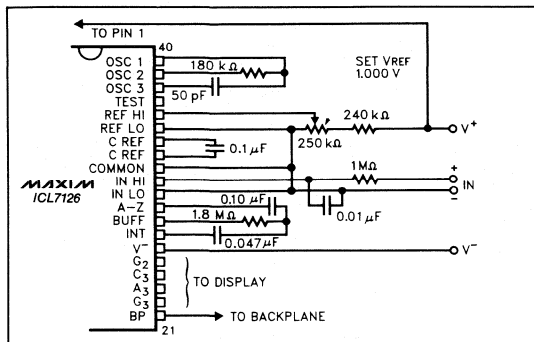 TO PIN 1
40
OSC 1
180 kΩ
SET VREF
1.000 V
OSC 2
OSC 3
50 pF
TEST
REF HI
240 kΩ
REF LO
V+
250 kΩ
C REF
0.1 µF
C REF
COMMON
1MΩ
+
MAXIM
ICL7126
IN HI
IN
IN LO
−
0.10 µF
0.01 µF
A-Z
1.8 MΩ
BUFF
INT
0.047 µF
V−
V−
G2
C3
TO DISPLAY
A3
G3
BP
TO BACKPLANE
21